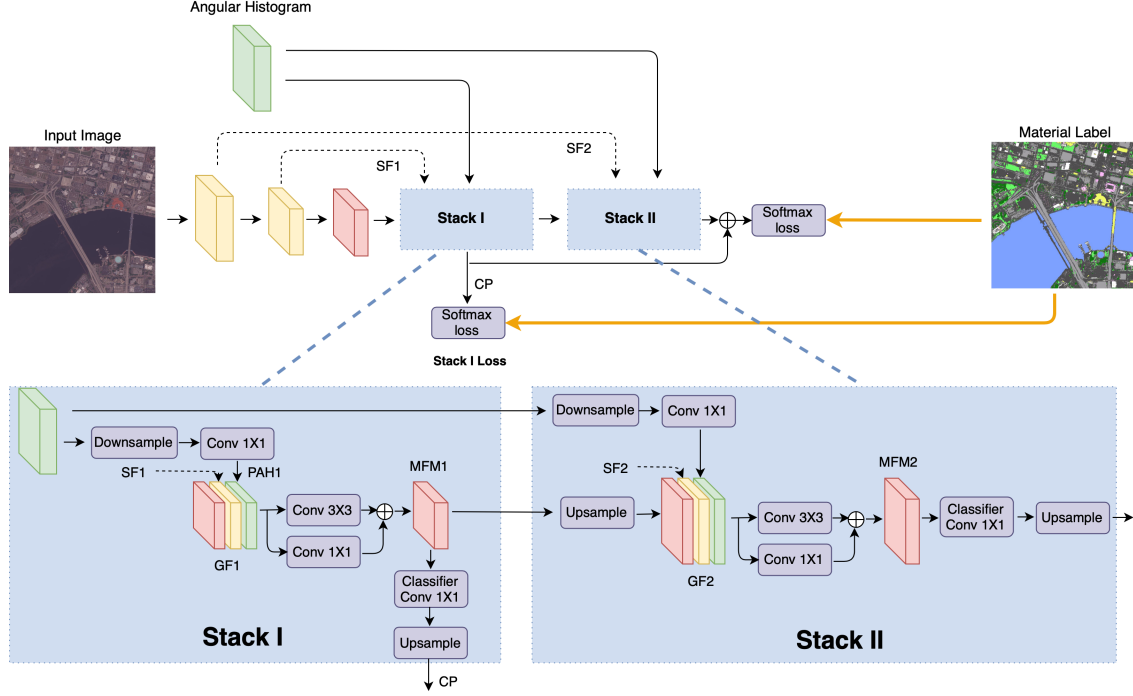 Angular Histogram
Input Image
Material Label
SF1
SF2
Stack I
Stack II
Softmax
loss
CP
Softmax
loss
Stack I Loss
Downsample
Conv 1X1
SF1
PAH1
MFM1
Conv 3X3
Conv 1X1
GF1
Classifier
Conv 1X1
Upsample
Stack I
CP
Downsample
Conv 1X1
SF2
MFM2
Upsample
Conv 3X3
Conv 1X1
GF2
Classifier
Conv 1X1
Upsample
Stack II